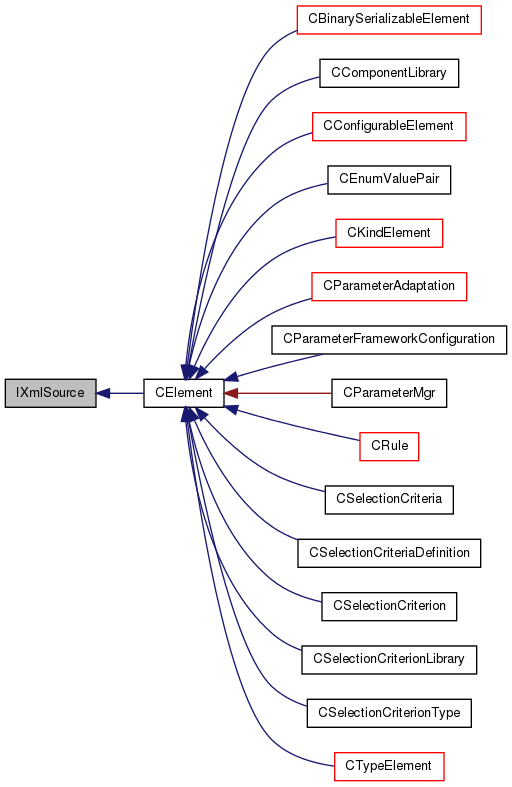 CBinarySerializableElement
CComponentLibrary
CConfigurableElement
CEnumValuePair
CKindElement
CParameterAdaptation
CParameterFrameworkConfiguration
IXmlSource
CElement
CParameterMgr
CRule
CSelectionCriteria
CSelectionCriteriaDefinition
CSelectionCriterion
CSelectionCriterionLibrary
CSelectionCriterionType
CTypeElement